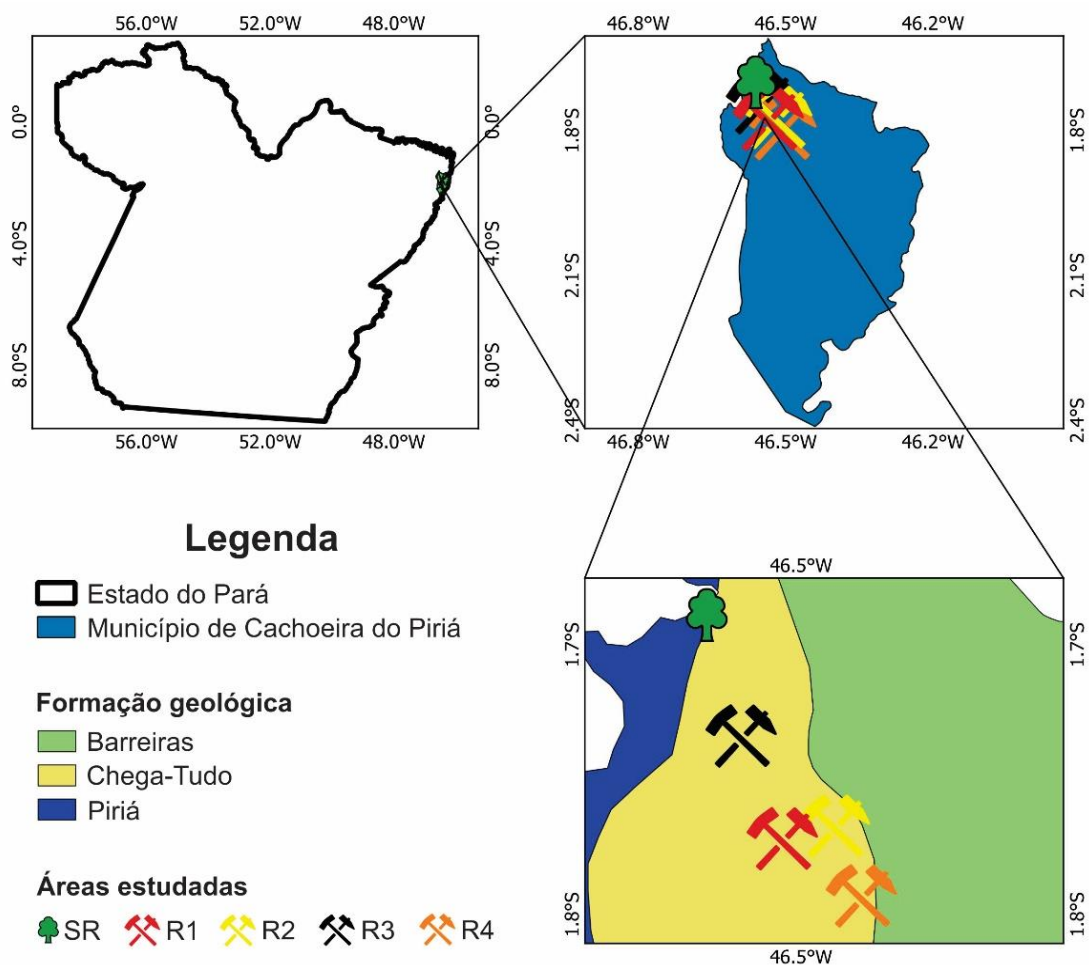 56.0°W 52.0°W 48.0°W
46.8°W 46.5°W 46.2°W
0.0° 0.0°
4.0°S 4.0°S
8.0°S 8.0°S
1.8°S 1.8°S
2.1°S 2.1°S
2.4°S 2.4°S
56.0°W 52.0°W 48.0°W
46.8°W 46.5°W 46.2°W
Legenda
Estado do Pará
Município de Cachoeira do Piriá
Formação geológica
Barreiras
Chega-Tudo
Piriá
Áreas estudadas
SR R1 R2 R3 R4
46.5°W
1.7°S 1.7°S
1.8°S 1.8°S
46.5°W